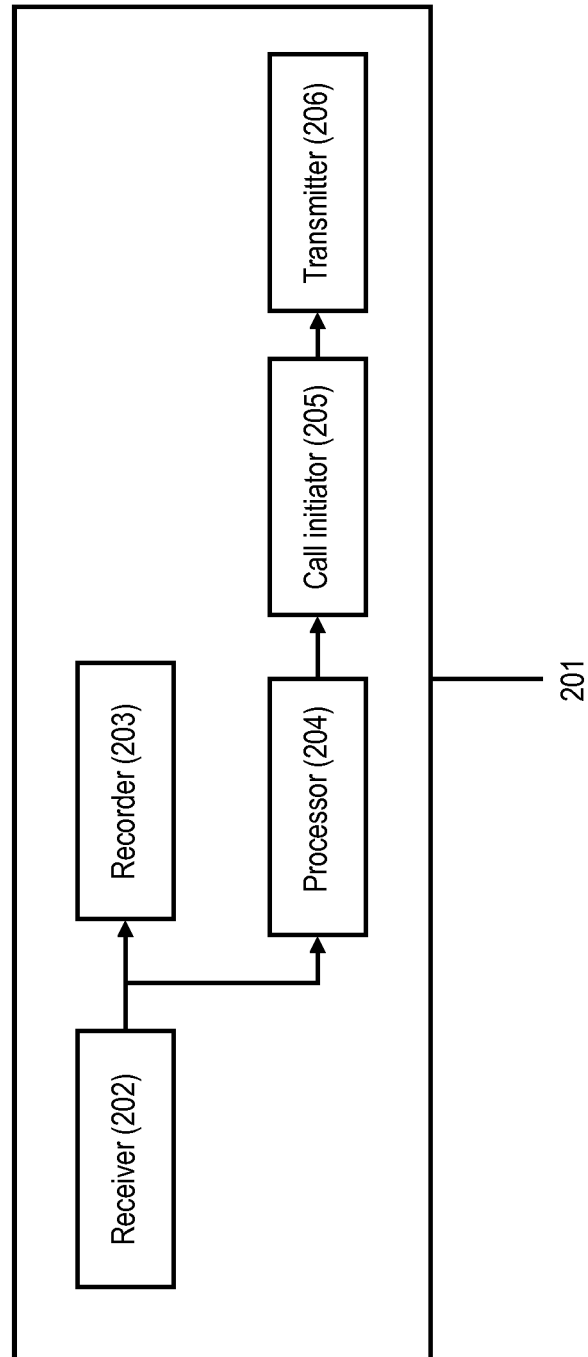 Receiver (202)
Recorder (203)
Processor (204)
Call initiator (205)
Transmitter (206)
201